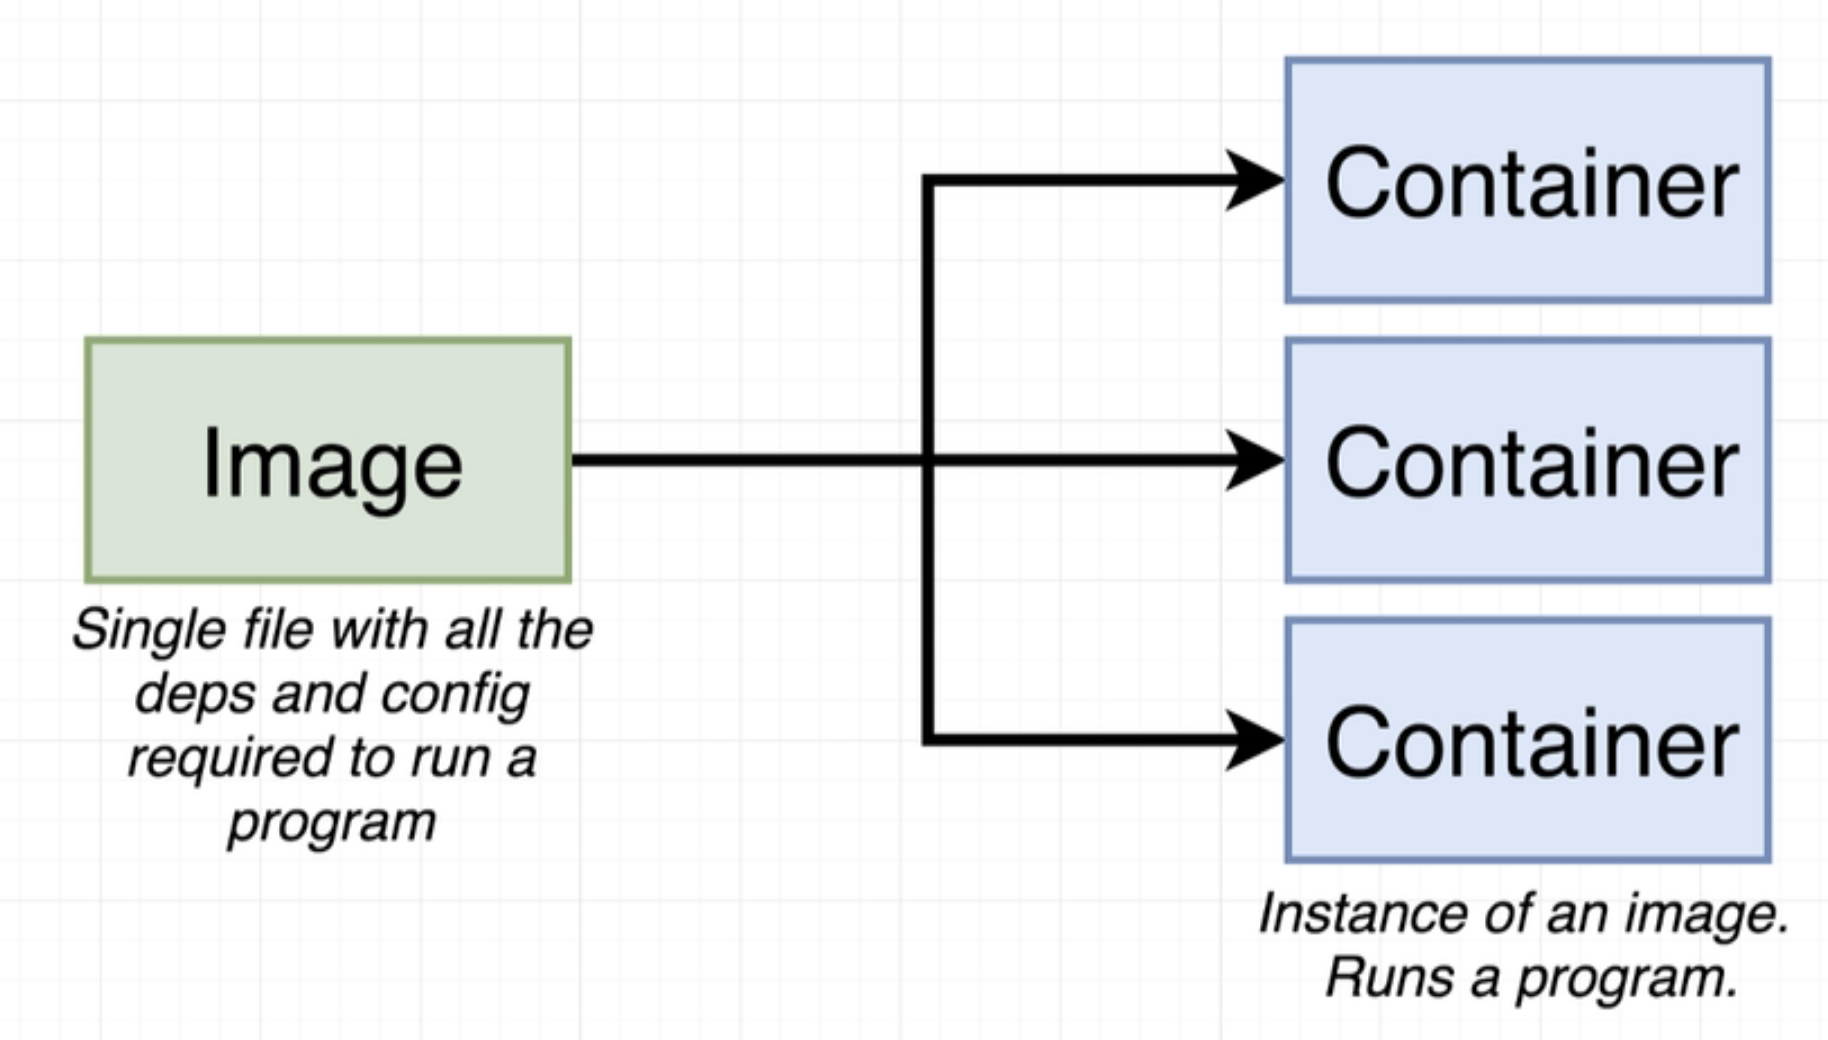 Container
Image
Container
Container
Single file with all the
deps and config
required to run a
program
Instance of an image.
Runs a program.